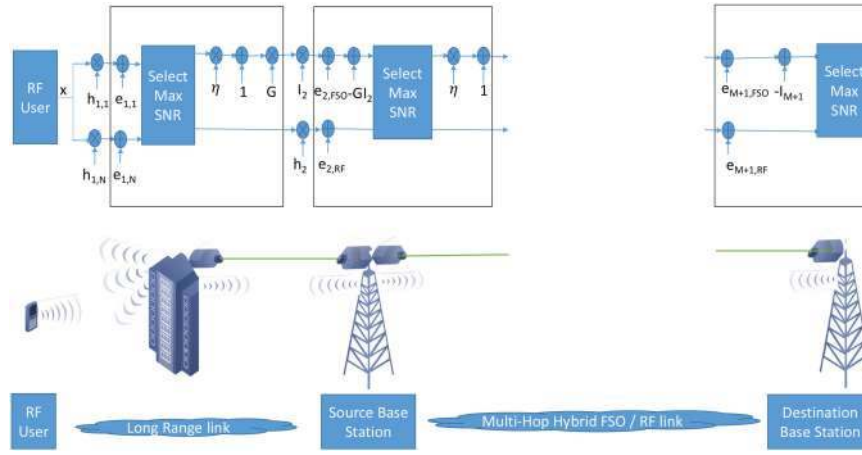 RF
User
x
h1,1
e1,1
h1,N
e1,N
Select
Max
SNR
η
1
G
I2
e2,FSO
-GI2
h2
e2,RF
Select
Max
SNR
η
1
eM+1,FSO
-IM+1
eM+1,RF
Select
Max
SNR
RF
User
Long Range link
Source Base
Station
Multi-Hop Hybrid FSO / RF link
Destination
Base Station